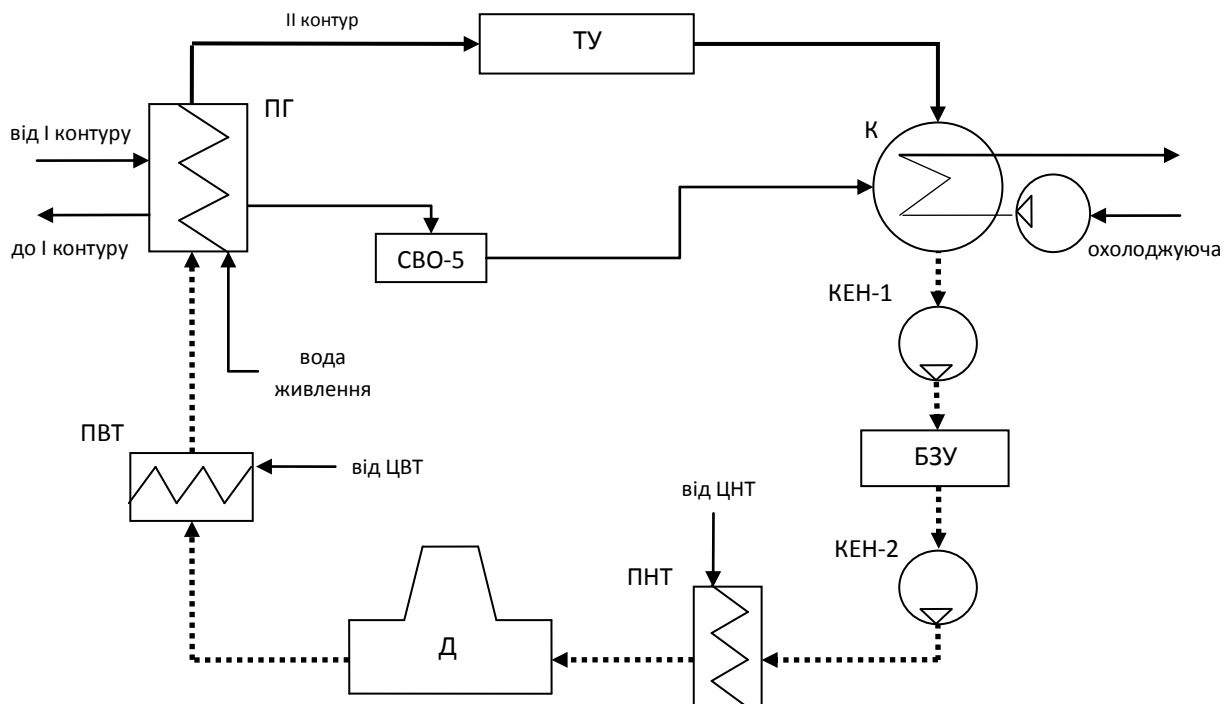 ІІ контур
ТУ
ПГ
К
від І контуру
до І контуру
СВО-5
охолоджуюча
КЕН-1
вода
живлення
ПВТ
від ЦВТ
БЗУ
від ЦНТ
КЕН-2
ПНТ
Д